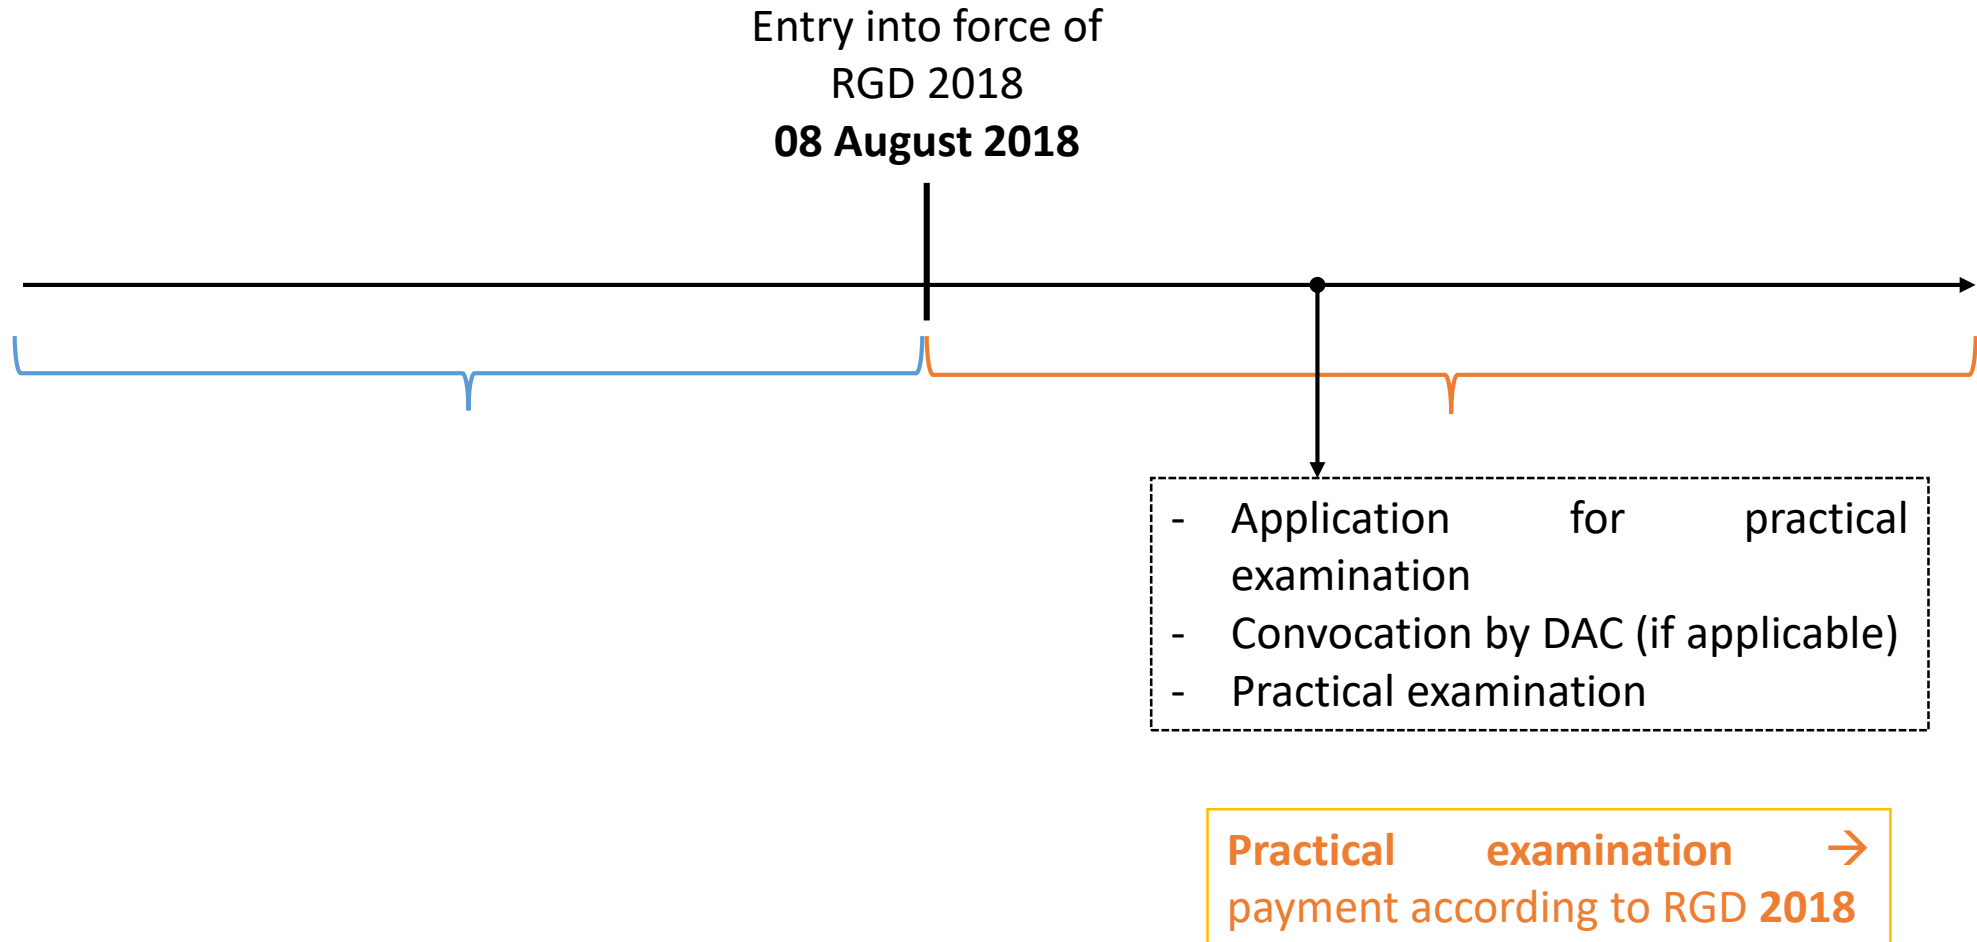 Entry into force of
RGD 2018
08 August 2018
- Application for practical
examination
- Convocation by DAC (if applicable)
- Practical examination
Practical examination →
payment according to RGD 2018